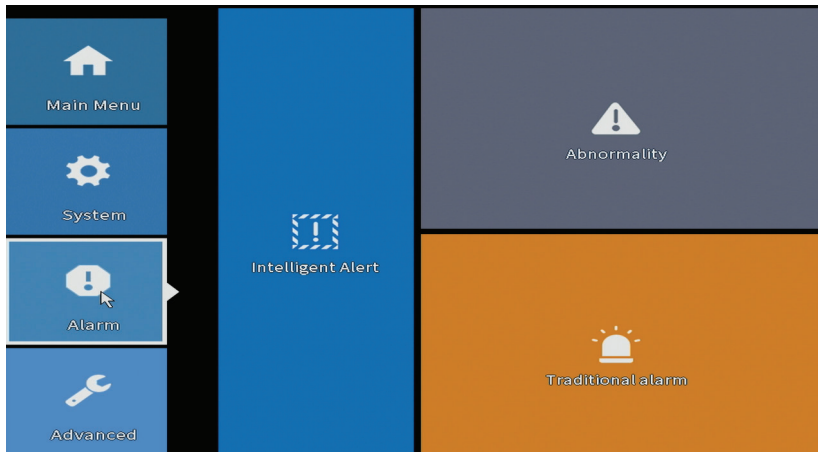 Main Menu
System
Alarm
Advanced
Intelligent Alert
Abnormality
Traditional alarm